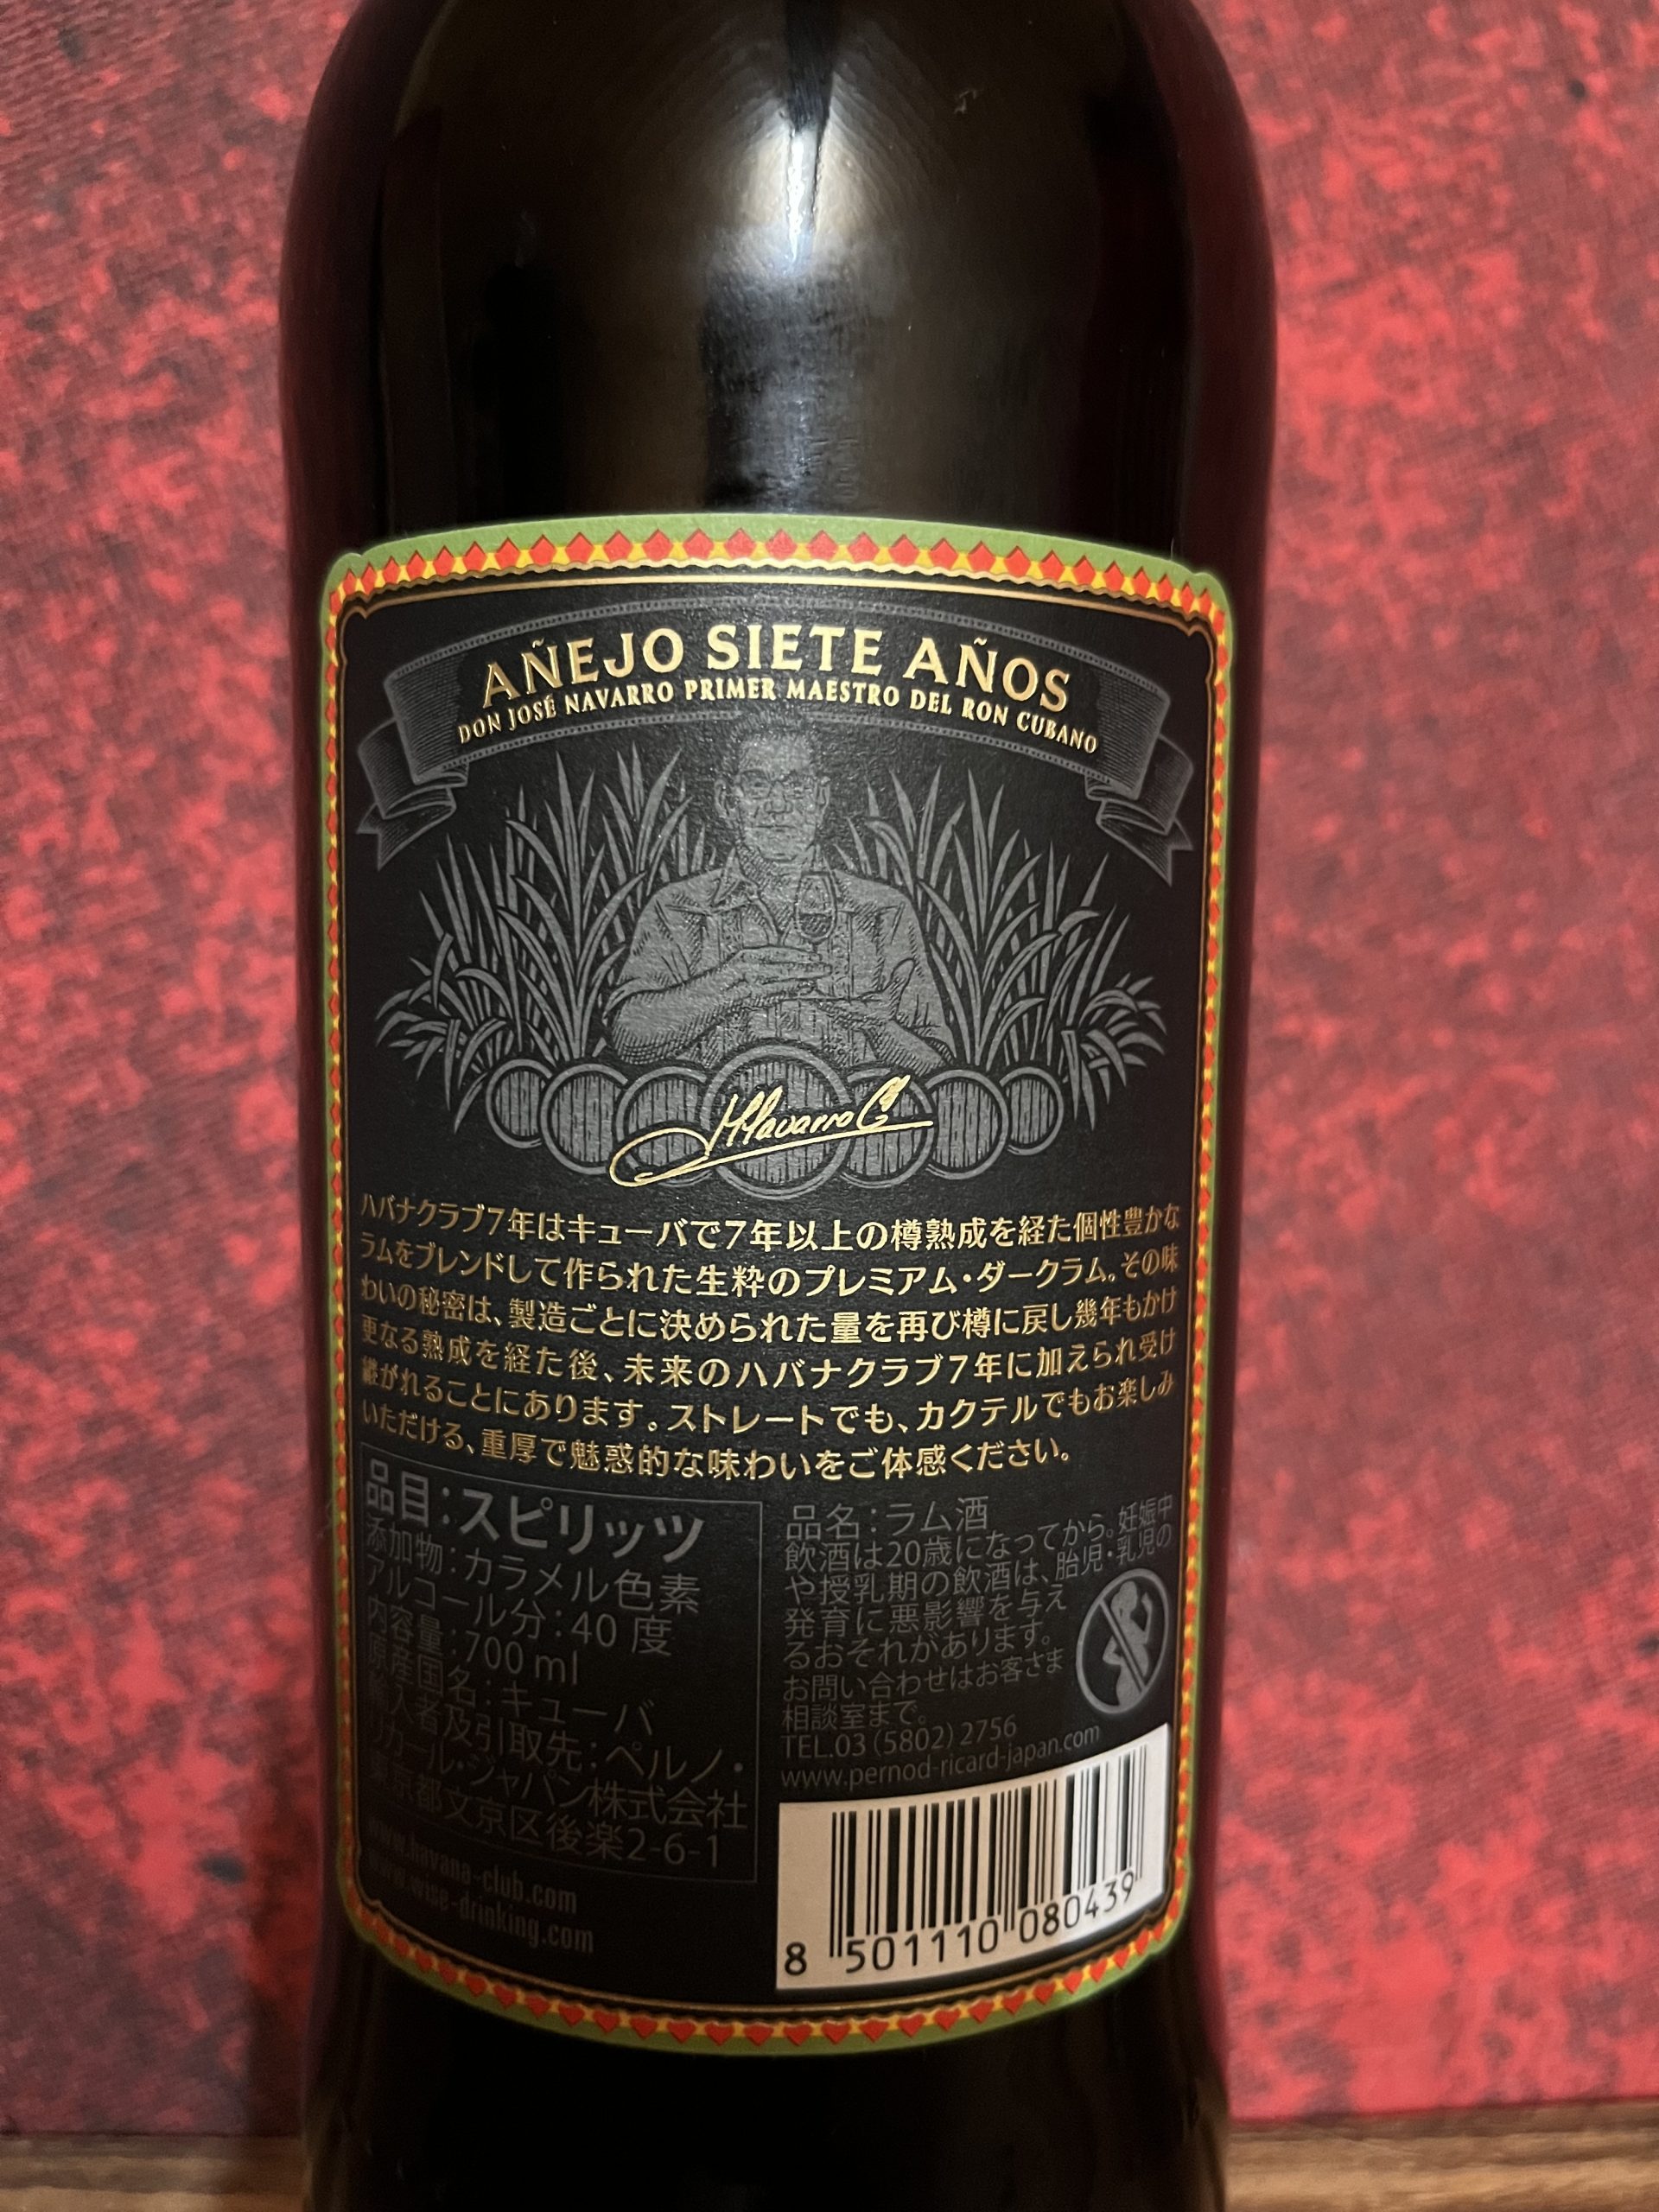 AÑEJO SIETE AÑOS
DON JOSÉ NAVARRO PRIMER MAESTRO DEL RON CUBANO
JNavarro G
ハバナクラブ7年はキューバで7年以上の樽熟成を経た個性豊かな
ラムをブレンドして作られた生粋のプレミアム・ダークラム。その味
わいの秘密は、製造ごとに決められた量を再び樽に戻し幾年もかけ
更なる熟成を経た後、未来のハバナクラブ7年に加えられ受け
継がれることにあります。ストレートでも、カクテルでもお楽しみ
いただける、重厚で魅惑的な味わいをご体感ください。
品目:スピリッツ
添加物:カラメル色素
アルコール分:40 度
内容量:700 ml
原産国名:キューバ
輸入者及引取先:ペルノ・
リカール・ジャパン株式会社
東京都文京区後楽2-6-1
www.havana-club.com
www.wise-drinking.com
品名:ラム酒
飲酒は20歳になってから。妊娠中
や授乳期の飲酒は、胎児・乳児の
発育に悪影響を与え
るおそれがあります。
お問い合わせはお客さま
相談室まで。
TEL.03 (5802) 2756
www.pernod-ricard-japan.com
8 501110 080439